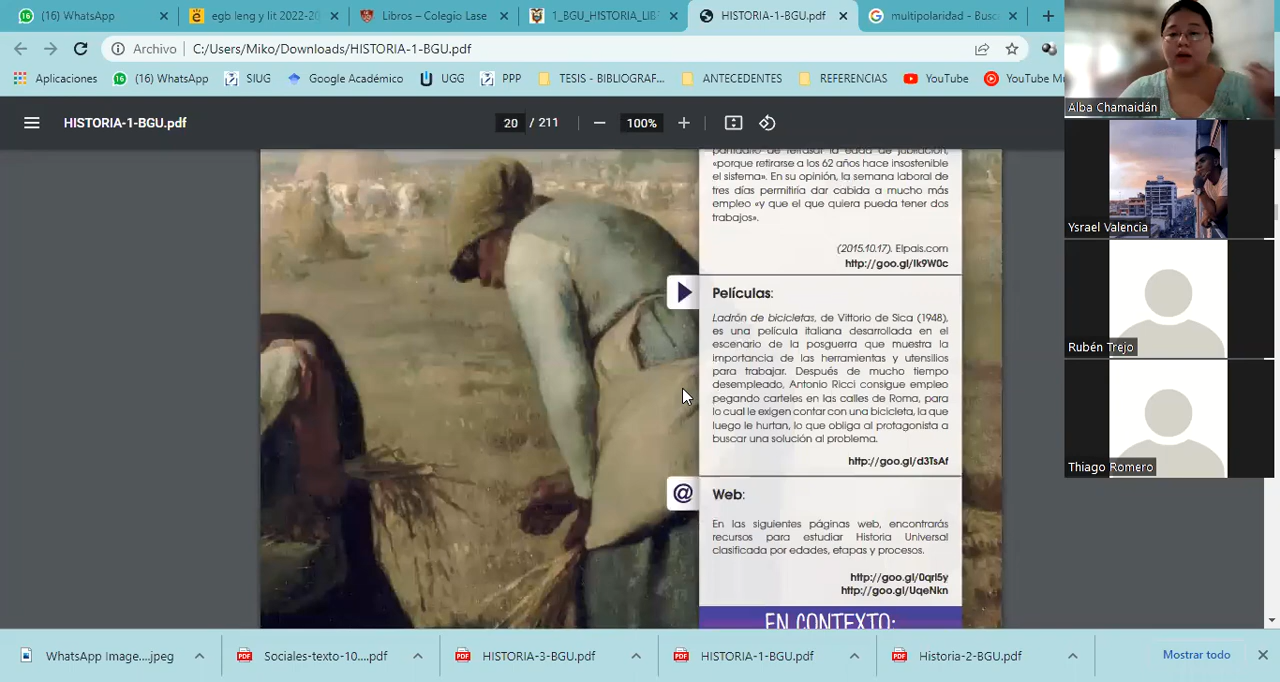 (16) WhatsApp
egb leng y lit 2022-20
Libros – Colegio Lase
1_BGU_HISTORIA_LIB
HISTORIA-1-BGU.pdf
multipolaridad - Busc
Archivo
C:/Users/Miko/Downloads/HISTORIA-1-BGU.pdf
Aplicaciones
(16) WhatsApp
SIUG
Google Académico
UGG
PPP
TESIS - BIBLIOGRAF...
ANTECEDENTES
REFERENCIAS
YouTube
YouTube Mu
HISTORIA-1-BGU.pdf
20 / 211
100%
partidario de retrasar la edad de jubilación,
«porque retirarse a los 62 años hace insostenible
el sistema». En su opinión, la semana laboral de
tres días permitiría dar cabida a mucho más
empleo «y que el que quiera pueda tener dos
trabajos».
(2015.10.17). Elpais.com
http://goo.gl/Ik9W0c
Películas:
Ladrón de bicicletas, de Vittorio de Sica (1948),
es una película italiana desarrollada en el
escenario de la posguerra que muestra la
importancia de las herramientas y utensilios
para trabajar. Después de mucho tiempo
desempleado, Antonio Ricci consigue empleo
pegando carteles en las calles de Roma, para
lo cual le exigen contar con una bicicleta, la que
luego le hurtan, lo que obliga al protagonista a
buscar una solución al problema.
http://goo.gl/d3TsAf
@
Web:
En las siguientes páginas web, encontrarás
recursos para estudiar Historia Universal
clasificada por edades, etapas y procesos.
http://goo.gl/0qrI5y
http://goo.gl/UqeNkn
EN CONTEXTO:
Alba Chamaidán
Ysrael Valencia
Rubén Trejo
Thiago Romero
WhatsApp Image....jpeg
Sociales-texto-10....pdf
HISTORIA-3-BGU.pdf
HISTORIA-1-BGU.pdf
Historia-2-BGU.pdf
Mostrar todo